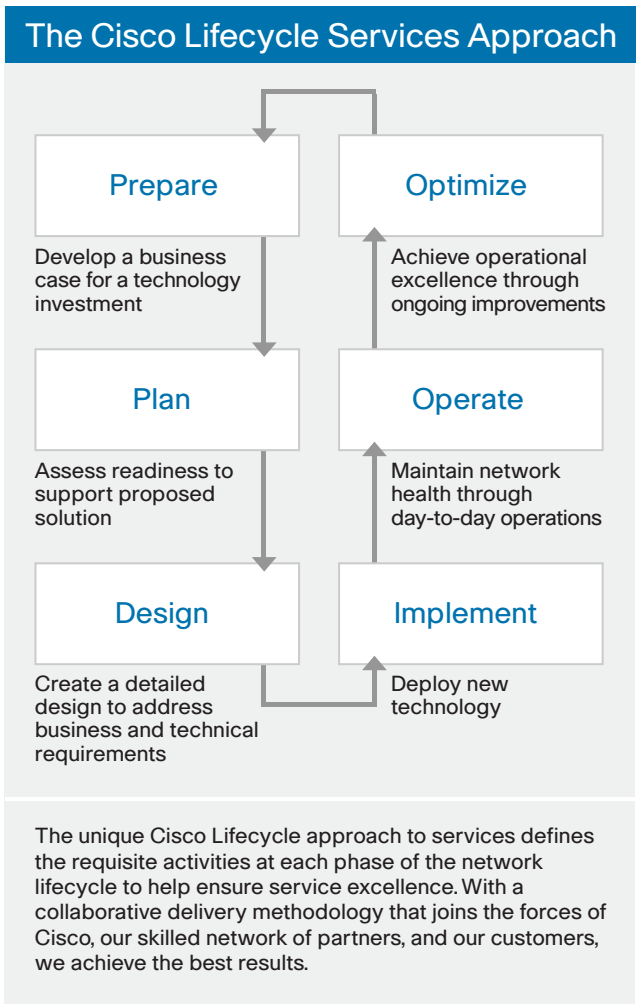 The Cisco Lifecycle Services Approach
Prepare
Develop a business
case for a technology
investment
Plan
Assess readiness to
support proposed
solution
Design
Create a detailed
design to address
business and technical
requirements
Implement
Deploy new
technology
Operate
Maintain network
health through
day-to-day operations
Optimize
Achieve operational
excellence through
ongoing improvements
The unique Cisco Lifecycle approach to services defines
the requisite activities at each phase of the network
lifecycle to help ensure service excellence. With a
collaborative delivery methodology that joins the forces of
Cisco, our skilled network of partners, and our customers,
we achieve the best results.